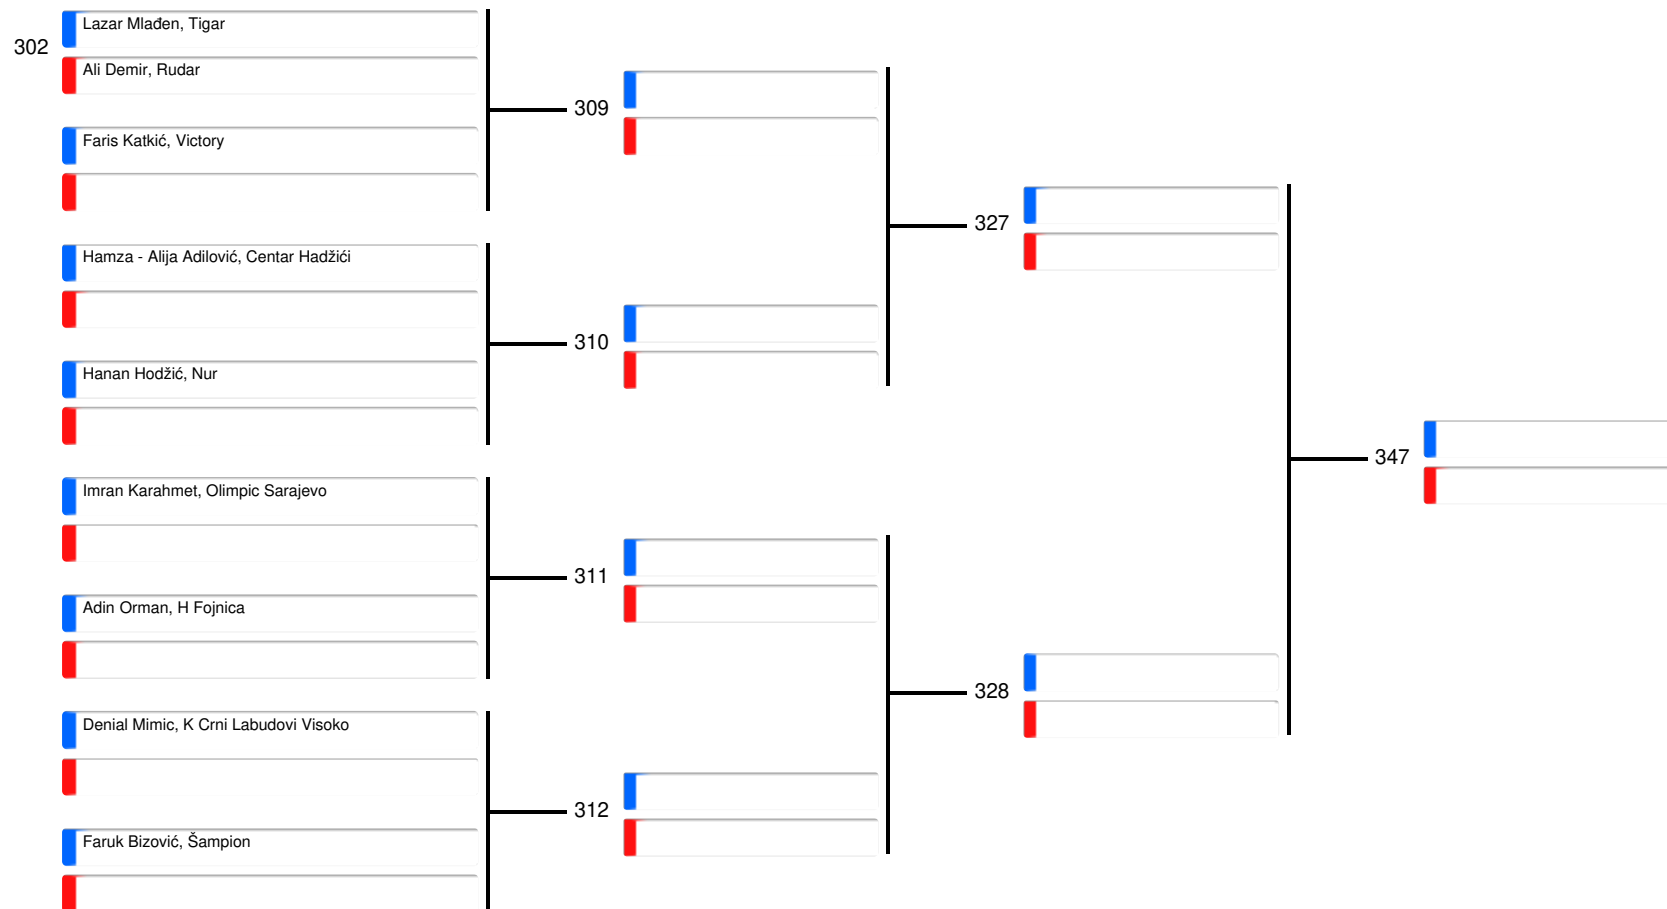 302
Lazar Mlađen, Tigar
Ali Demir, Rudar
Faris Katkić, Victory
Hamza - Alija Adilović, Centar Hadžići
Hanan Hodžić, Nur
Imran Karahmet, Olimpic Sarajevo
Adin Orman, H Fojnica
Denial Mimic, K Crni Labudovi Visoko
Faruk Bizović, Šampion
309
310
311
312
327
328
347